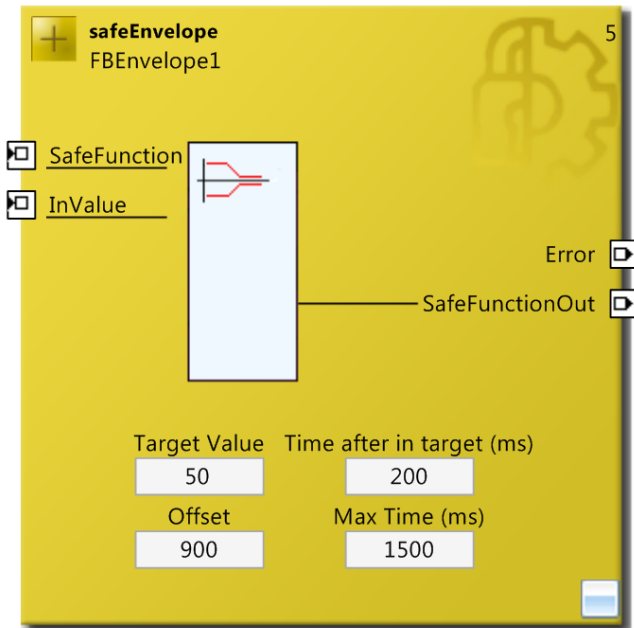 safeEnvelope
5
FBEnvelope1
SafeFunction
InValue
Error
SafeFunctionOut
Target Value Time after in target (ms)
50 200
Offset Max Time (ms)
900 1500